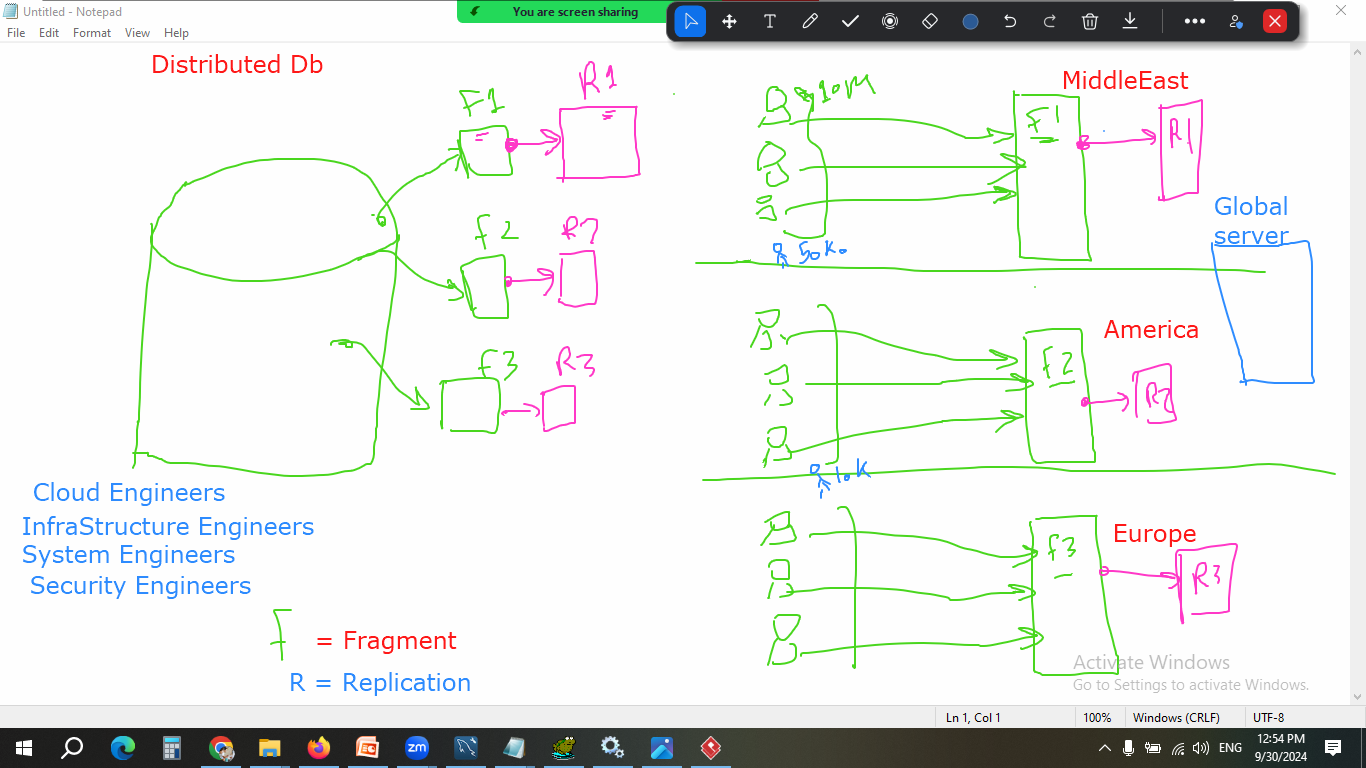 Untitled - Notepad
You are screen sharing
File Edit Format View Help
Distributed Db
F1
R1
f2
R2
f3
R3
Cloud Engineers
InfraStructure Engineers
System Engineers
Security Engineers
F = Fragment
R = Replication
10M
MiddleEast
F1
R1
50K.
Global
server
America
f2
R2
10K
Europe
f3
R3
Activate Windows
Go to Settings to activate Windows.
Ln 1, Col 1 100% Windows (CRLF) UTF-8
zm
ENG
12:54 PM
9/30/2024